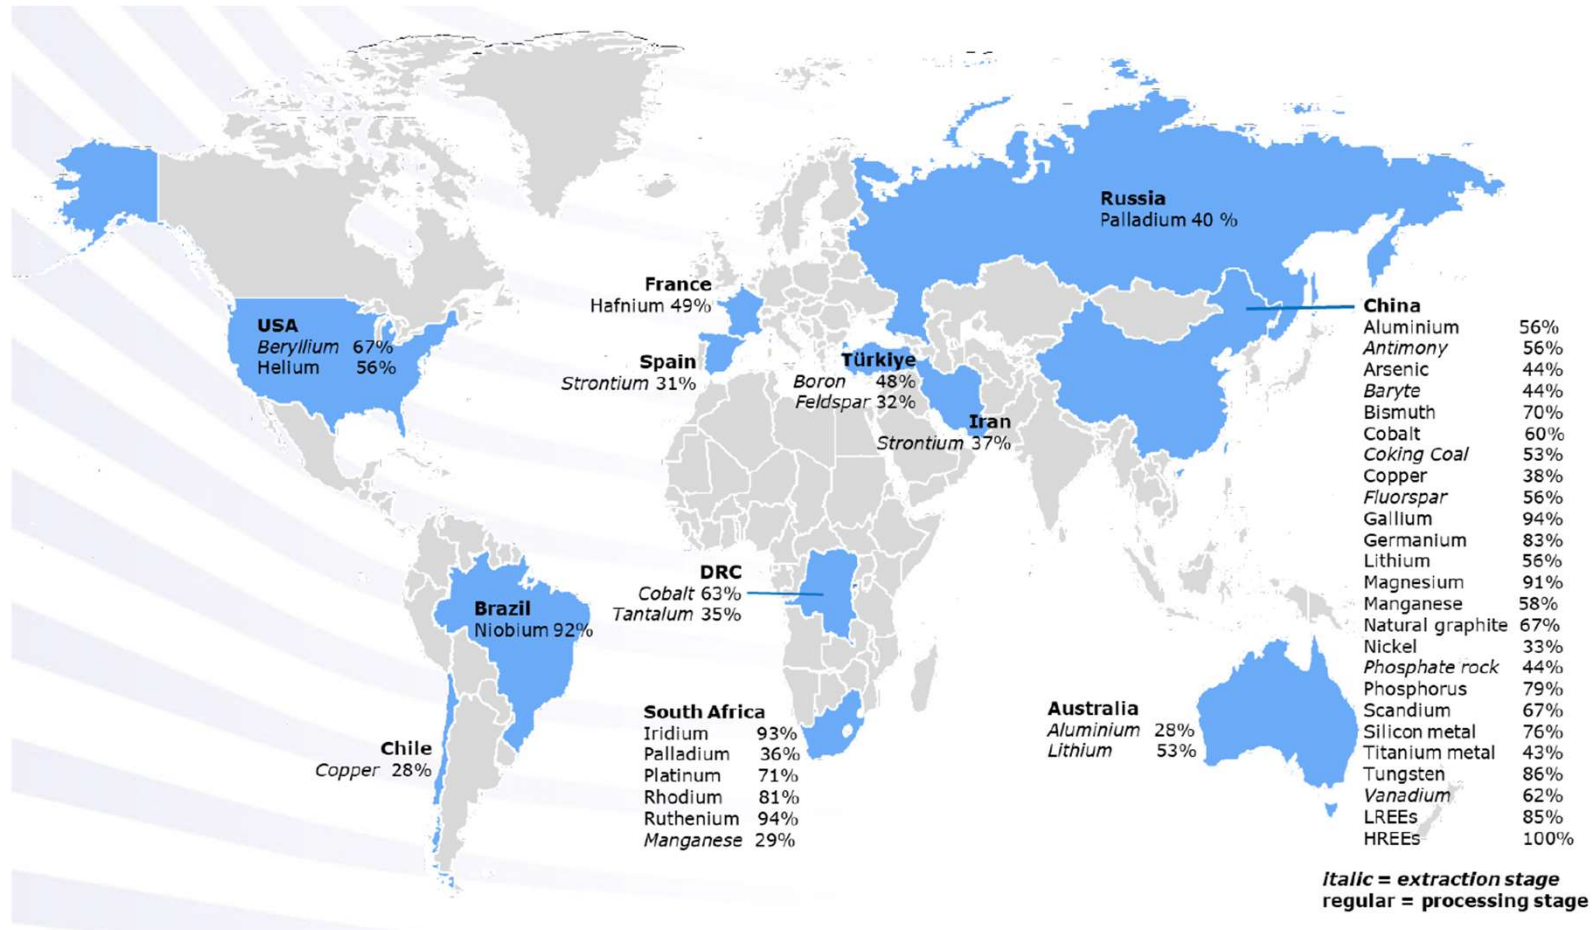 Russia
Palladium 40 %
France
Hafnium 49%
USA
Beryllium 67%
Helium 56%
Spain
Strontium 31%
Türkiye
Boron 48%
Feldspar 32%
Iran
Strontium 37%
China
Aluminium 56%
Antimony 56%
Arsenic 44%
Baryte 44%
Bismuth 70%
Cobalt 60%
Coking Coal 53%
Copper 38%
Fluorspar 56%
Gallium 94%
Germanium 83%
Lithium 56%
Magnesium 91%
Manganese 58%
Natural graphite 67%
Nickel 33%
Phosphate rock 44%
Phosphorus 79%
Scandium 67%
Silicon metal 76%
Titanium metal 43%
Tungsten 86%
Vanadium 62%
LREEs 85%
HREEs 100%
DRC
Cobalt 63%
Tantalum 35%
Brazil
Niobium 92%
South Africa
Iridium 93%
Palladium 36%
Platinum 71%
Rhodium 81%
Ruthenium 94%
Manganese 29%
Australia
Aluminium 28%
Lithium 53%
Chile
Copper 28%
italic = extraction stage
regular = processing stage